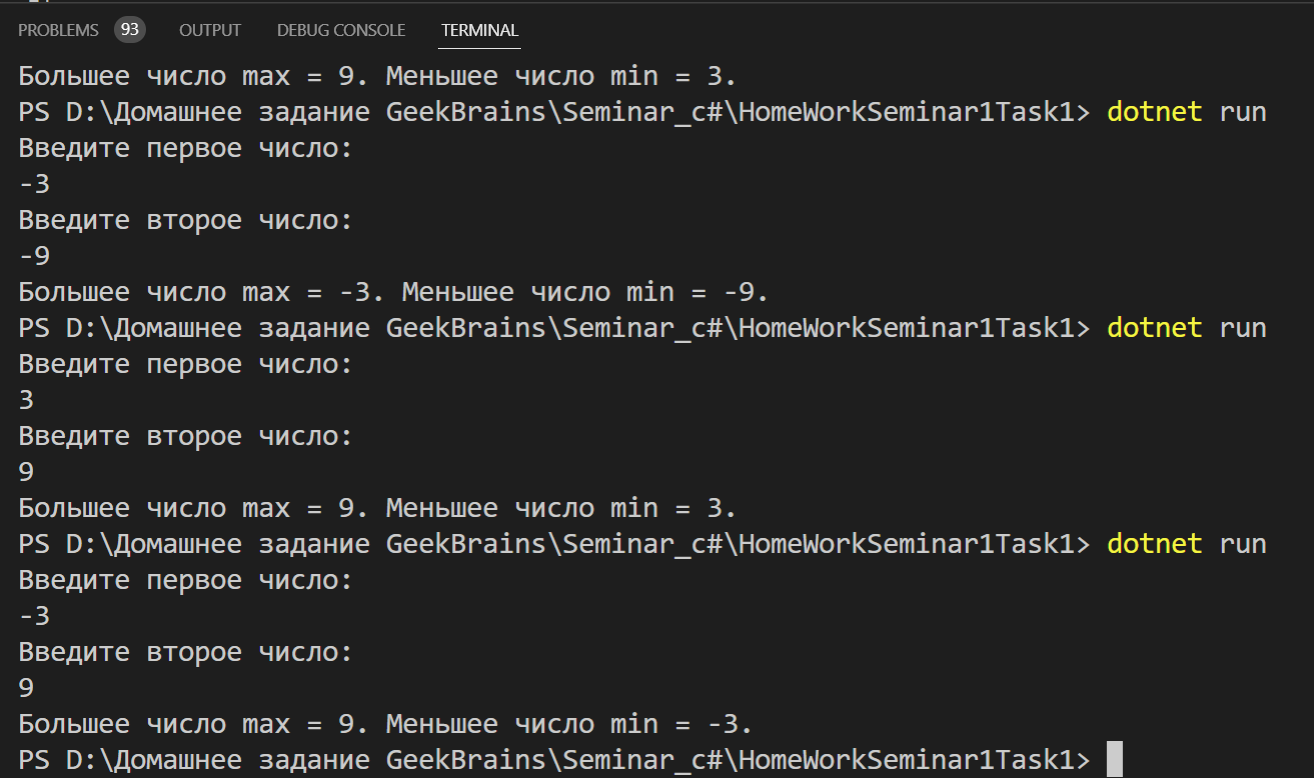 PROBLEMS 93 OUTPUT DEBUG CONSOLE TERMINAL
Большее число max = 9. Меньшее число min = 3.
PS D:\Домашнее задание GeekBrains\Seminar_c#\HomeWorkSeminar1Task1> dotnet run
Введите первое число:
-3
Введите второе число:
-9
Большее число max = -3. Меньшее число min = -9.
PS D:\Домашнее задание GeekBrains\Seminar_c#\HomeWorkSeminar1Task1> dotnet run
Введите первое число:
3
Введите второе число:
9
Большее число max = 9. Меньшее число min = 3.
PS D:\Домашнее задание GeekBrains\Seminar_c#\HomeWorkSeminar1Task1> dotnet run
Введите первое число:
-3
Введите второе число:
9
Большее число max = 9. Меньшее число min = -3.
PS D:\Домашнее задание GeekBrains\Seminar_c#\HomeWorkSeminar1Task1>